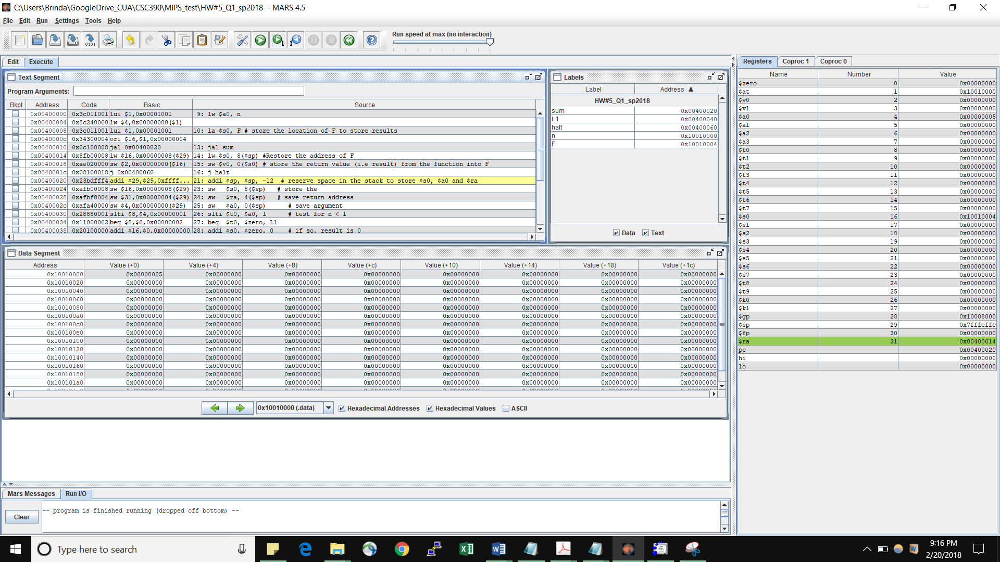 C:\Users\Brinda\GoogleDrive_CUA\CSC390\MIPS_test\HW#5_Q1_sp2018 - MARS 4.5
File Edit Run Settings Tools Help
Run speed at max (no interaction)
Edit Execute
Text Segment
Program Arguments:
Bkpt Address Code Basic Source
0x00400000 0x3c011001 lui $1,0x00001001 9: lw $a0, n
0x00400004 0x8c240000 lw $4,0x00000000($1)
0x00400008 0x3c011001 lui $1,0x00001001 10: la $s0, F # store the location of F to store results
0x0040000c 0x34300004 ori $16,$1,0x00000004
0x00400010 0x0c100008 jal 0x00400020 13: jal sum
0x00400014 0x8fb00008 lw $16,0x00000008($29) 14: lw $s0, 8($sp) #Restore the address of F
0x00400018 0xae020000 sw $2,0x00000000($16) 15: sw $v0, 0($s0) # store the return value (i.e result) from the function into F
0x0040001c 0x08100018 j 0x00400060 16: j halt
0x00400020 0x23bdfff4 addi $29,$29,0xffff... 21: addi $sp, $sp, -12 # reserve space in the stack to store $s0, $a0 and $ra
0x00400024 0xafb00008 sw $16,0x00000008($29) 23: sw $s0, 8($sp) # store the
0x00400028 0xafbf0004 sw $31,0x00000004($29) 24: sw $ra, 4($sp) # save return address
0x0040002c 0xafa40000 sw $4,0x00000000($29) 25: sw $a0, 0($sp) # save argument
0x00400030 0x28880001 slti $8,$4,0x00000001 26: slti $t0, $a0, 1 # test for n < 1
0x00400034 0x11000002 beq $8,$0,0x00000002 27: beq $t0, $zero, L1
0x00400038 0x20100000 addi $16,$0,0x00000000 28: addi $s0, $zero, 0 # if so, result is 0
Labels
Label Address ▲
HW#5_Q1_sp2018
sum 0x00400020
L1 0x00400040
halt 0x00400060
n 0x10010000
F 0x10010004
Data Text
Data Segment
Address Value (+0) Value (+4) Value (+8) Value (+c) Value (+10) Value (+14) Value (+18) Value (+1c)
0x10010000 0x00000005 0x00000000 0x00000000 0x00000000 0x00000000 0x00000000 0x00000000 0x00000000
0x10010020 0x00000000 0x00000000 0x00000000 0x00000000 0x00000000 0x00000000 0x00000000 0x00000000
0x10010040 0x00000000 0x00000000 0x00000000 0x00000000 0x00000000 0x00000000 0x00000000 0x00000000
0x10010060 0x00000000 0x00000000 0x00000000 0x00000000 0x00000000 0x00000000 0x00000000 0x00000000
0x10010080 0x00000000 0x00000000 0x00000000 0x00000000 0x00000000 0x00000000 0x00000000 0x00000000
0x100100a0 0x00000000 0x00000000 0x00000000 0x00000000 0x00000000 0x00000000 0x00000000 0x00000000
0x100100c0 0x00000000 0x00000000 0x00000000 0x00000000 0x00000000 0x00000000 0x00000000 0x00000000
0x100100e0 0x00000000 0x00000000 0x00000000 0x00000000 0x00000000 0x00000000 0x00000000 0x00000000
0x10010100 0x00000000 0x00000000 0x00000000 0x00000000 0x00000000 0x00000000 0x00000000 0x00000000
0x10010120 0x00000000 0x00000000 0x00000000 0x00000000 0x00000000 0x00000000 0x00000000 0x00000000
0x10010140 0x00000000 0x00000000 0x00000000 0x00000000 0x00000000 0x00000000 0x00000000 0x00000000
0x10010160 0x00000000 0x00000000 0x00000000 0x00000000 0x00000000 0x00000000 0x00000000 0x00000000
0x10010180 0x00000000 0x00000000 0x00000000 0x00000000 0x00000000 0x00000000 0x00000000 0x00000000
0x100101a0 0x00000000 0x00000000 0x00000000 0x00000000 0x00000000 0x00000000 0x00000000 0x00000000
0x10010000 (.data) Hexadecimal Addresses Hexadecimal Values ASCII
Mars Messages Run I/O
Clear
-- program is finished running (dropped off bottom) --
Registers Coproc 1 Coproc 0
Name Number Value
$zero 0 0x00000000
$at 1 0x10010000
$v0 2 0x00000000
$v1 3 0x00000000
$a0 4 0x00000005
$a1 5 0x00000000
$a2 6 0x00000000
$a3 7 0x00000000
$t0 8 0x00000000
$t1 9 0x00000000
$t2 10 0x00000000
$t3 11 0x00000000
$t4 12 0x00000000
$t5 13 0x00000000
$t6 14 0x00000000
$t7 15 0x00000000
$s0 16 0x10010004
$s1 17 0x00000000
$s2 18 0x00000000
$s3 19 0x00000000
$s4 20 0x00000000
$s5 21 0x00000000
$s6 22 0x00000000
$s7 23 0x00000000
$t8 24 0x00000000
$t9 25 0x00000000
$k0 26 0x00000000
$k1 27 0x00000000
$gp 28 0x10008000
$sp 29 0x7fffeffc
$fp 30 0x00000000
$ra 31 0x00400014
pc 0x00400020
hi 0x00000000
lo 0x00000000
Type here to search
9:16 PM
2/20/2018